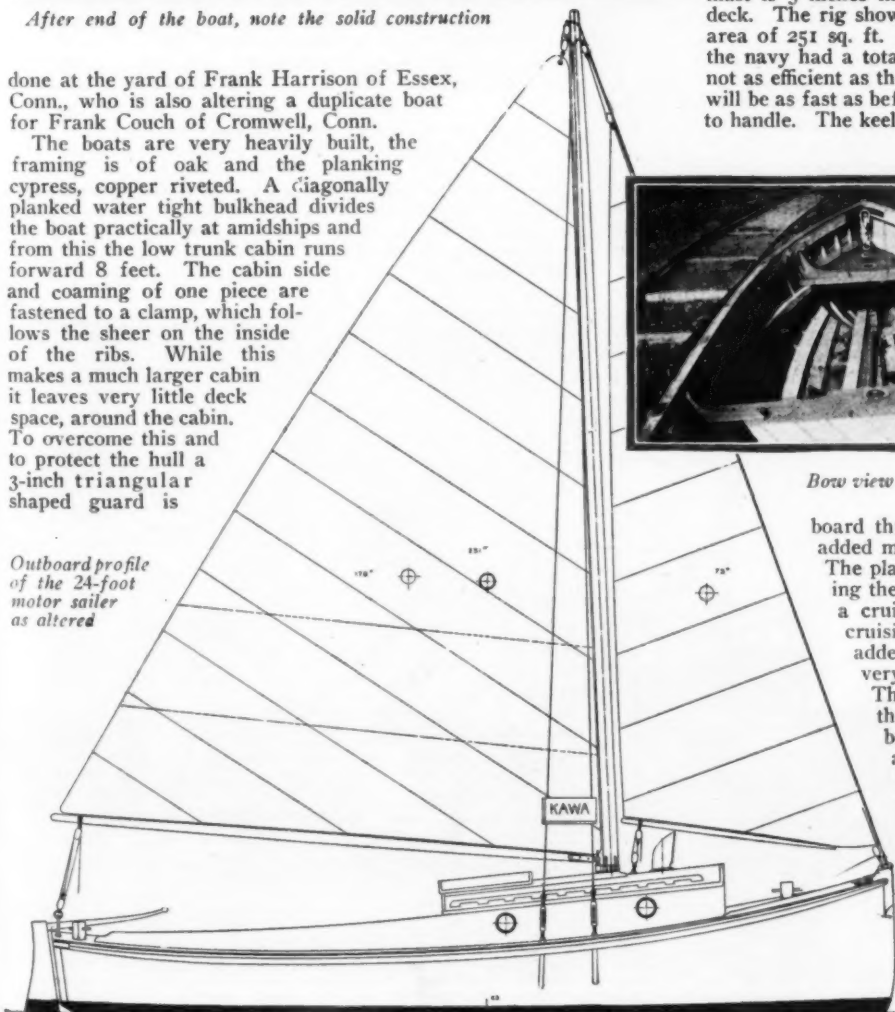 After end of the boat, note the solid construction
done at the yard of Frank Harrison of Essex,
Conn., who is also altering a duplicate boat
for Frank Couch of Cromwell, Conn.
The boats are very heavily built, the
framing is of oak and the planking
cypress, copper riveted. A diagonally
planked water tight bulkhead divides
the boat practically at amidships and
from this the low trunk cabin runs
forward 8 feet. The cabin side
and coaming of one piece are
fastened to a clamp, which fol-
lows the sheer on the inside
of the ribs. While this
makes a much larger cabin
it leaves very little deck
space, around the cabin.
To overcome this and
to protect the hull a
3-inch triangular
shaped guard is
Outboard profile
of the 24-foot
motor sailer
as altered
178"
251"
73"
KAWA
deck. The rig show
area of 251 sq. ft.
the navy had a tota
not as efficient as th
will be as fast as bef
to handle. The keel
Bow view
board th
added m
The pla
ing the
a crui
cruisi
adde
very
Th
th
b
a